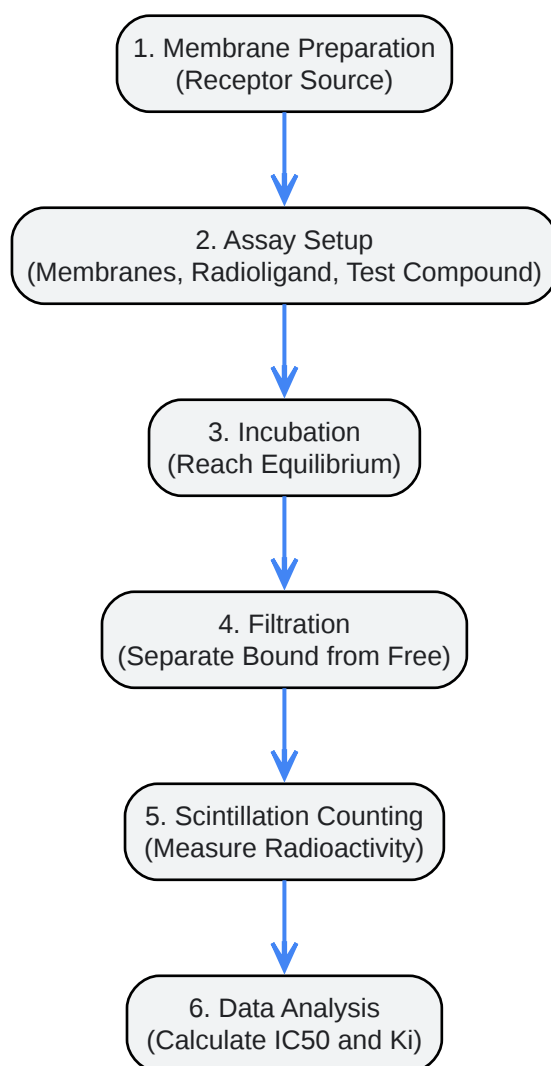 1. Membrane Preparation
(Receptor Source)
2. Assay Setup
(Membranes, Radioligand, Test Compound)
3. Incubation
(Reach Equilibrium)
4. Filtration
(Separate Bound from Free)
5. Scintillation Counting
(Measure Radioactivity)
6. Data Analysis
(Calculate IC50 and Ki)